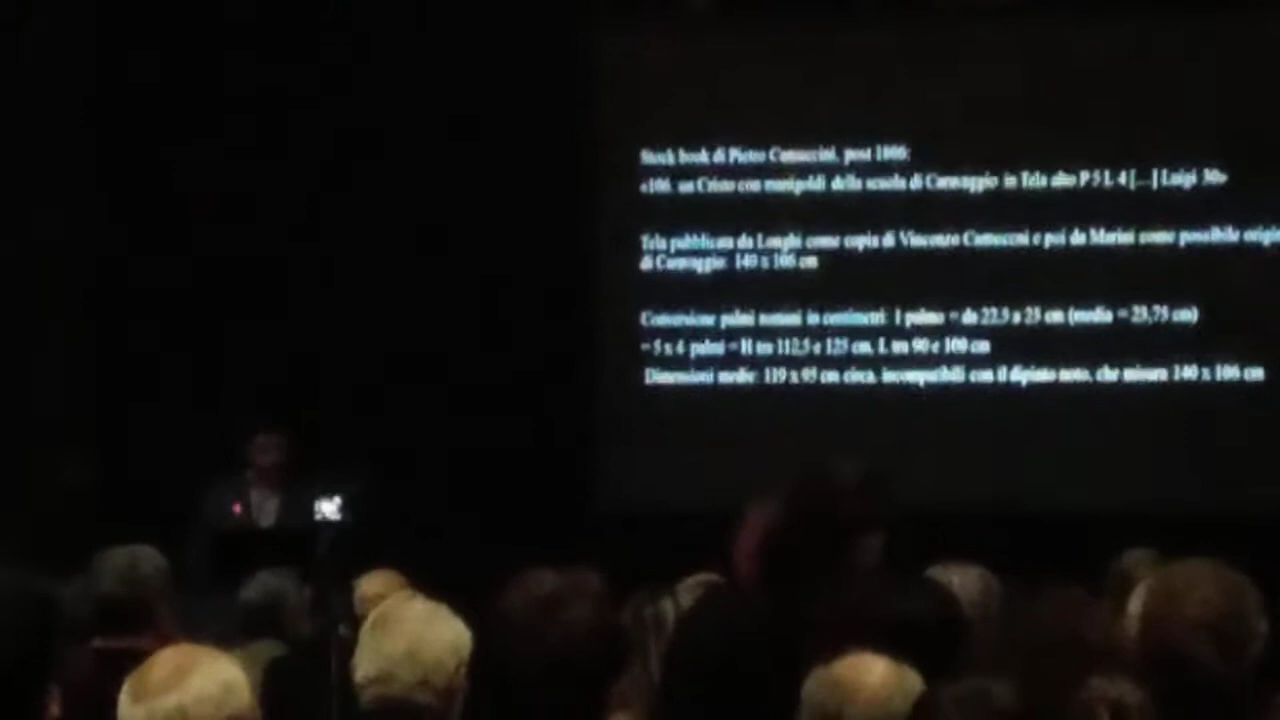 Stock book di Pietro Camuccini, post 1806:
«106. un Cristo con manigoldi della scuola di Caravaggio in Tela alto P 5 L 4 [...] Luigi 30»
Tela pubblicata da Longhi come copia di Vincenzo Camuccini e poi da Marini come possibile
di Caravaggio: 140 x 106 cm
Conversione palmi romani in centimetri: 1 palmo = da 22.5 a 25 cm (media = 23,75 cm)
= 5 x 4 palmi = H tra 112,5 e 125 cm, L tra 90 e 100 cm
Dimensioni medie: 119 x 95 cm circa, incompatibili con il dipinto noto, che misura 140 x 106 cm